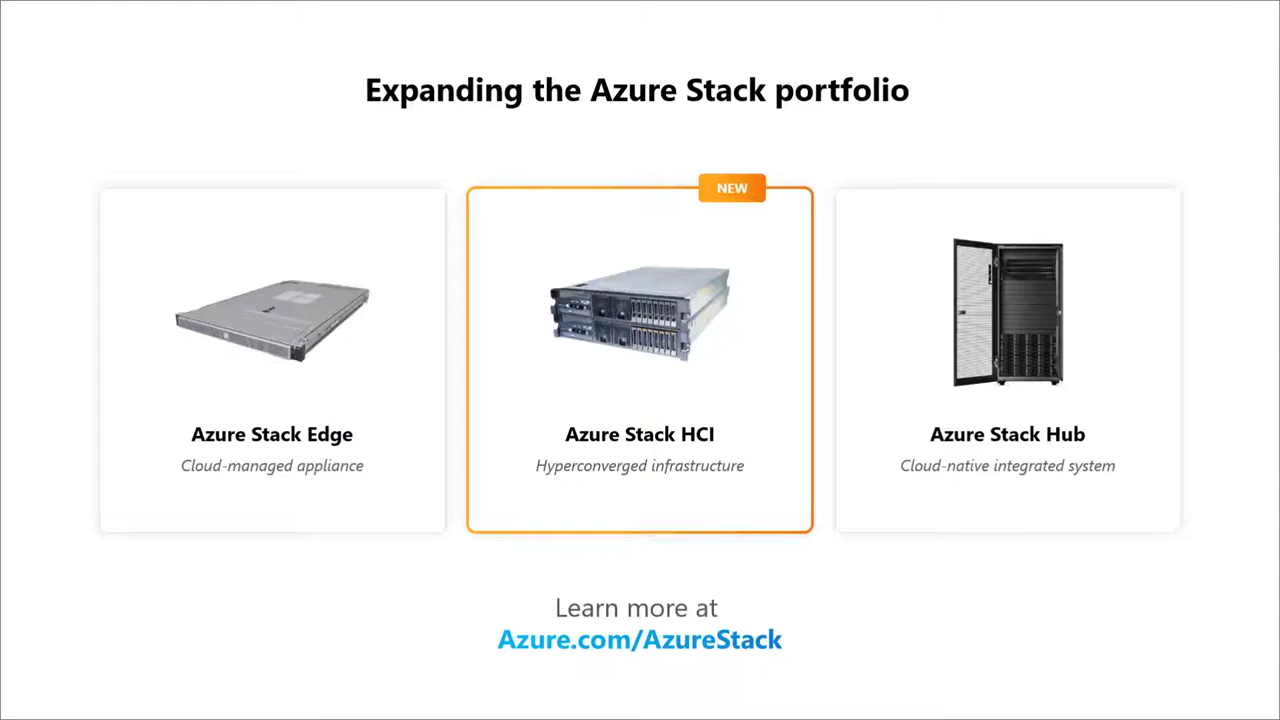 Expanding the Azure Stack portfolio
NEW
Azure Stack Edge
Cloud-managed appliance
Azure Stack HCI
Hyperconverged infrastructure
Azure Stack Hub
Cloud-native integrated system
Learn more at
Azure.com/AzureStack